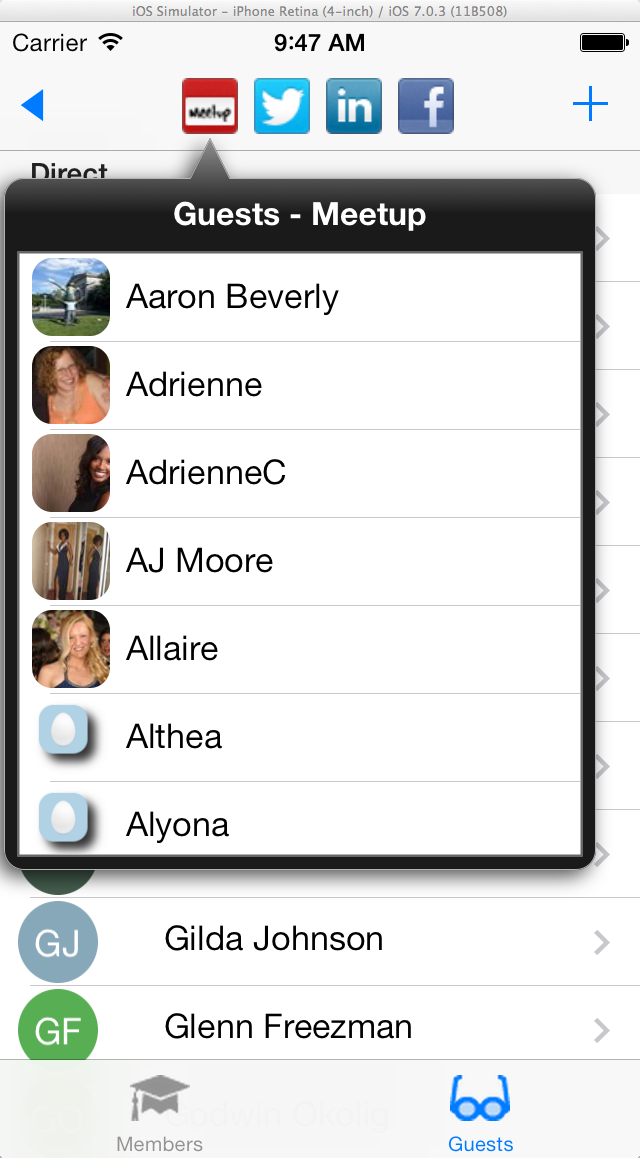 iOS Simulator – iPhone Retina (4-inch) / iOS 7.0.3 (11B508)
Carrier 9:47 AM
Meetup in f
Direct
Guests - Meetup
Aaron Beverly
Adrienne
AdrienneC
AJ Moore
Allaire
Althea
Alyona
GJ Gilda Johnson
GF Glenn Freezman
Godwin Okolig
Members Guests